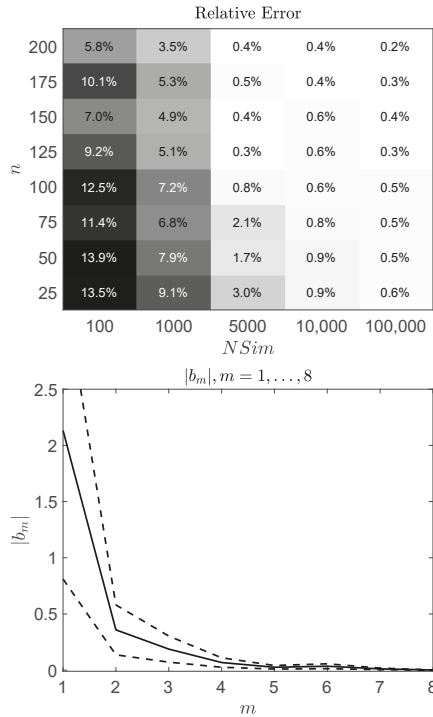 Relative Error
200 5.8% 3.5% 0.4% 0.4% 0.2%
175 10.1% 5.3% 0.5% 0.4% 0.3%
150 7.0% 4.9% 0.4% 0.6% 0.4%
125 9.2% 5.1% 0.3% 0.6% 0.3%
n
100 12.5% 7.2% 0.8% 0.6% 0.5%
75 11.4% 6.8% 2.1% 0.8% 0.5%
50 13.9% 7.9% 1.7% 0.9% 0.5%
25 13.5% 9.1% 3.0% 0.9% 0.6%
100 1000 5000 10,000 100,000
NSim
|b_m|, m = 1, . . . , 8
2.5
2
1.5
|b_m|
1
0.5
0
1 2 3 4 5 6 7 8
m